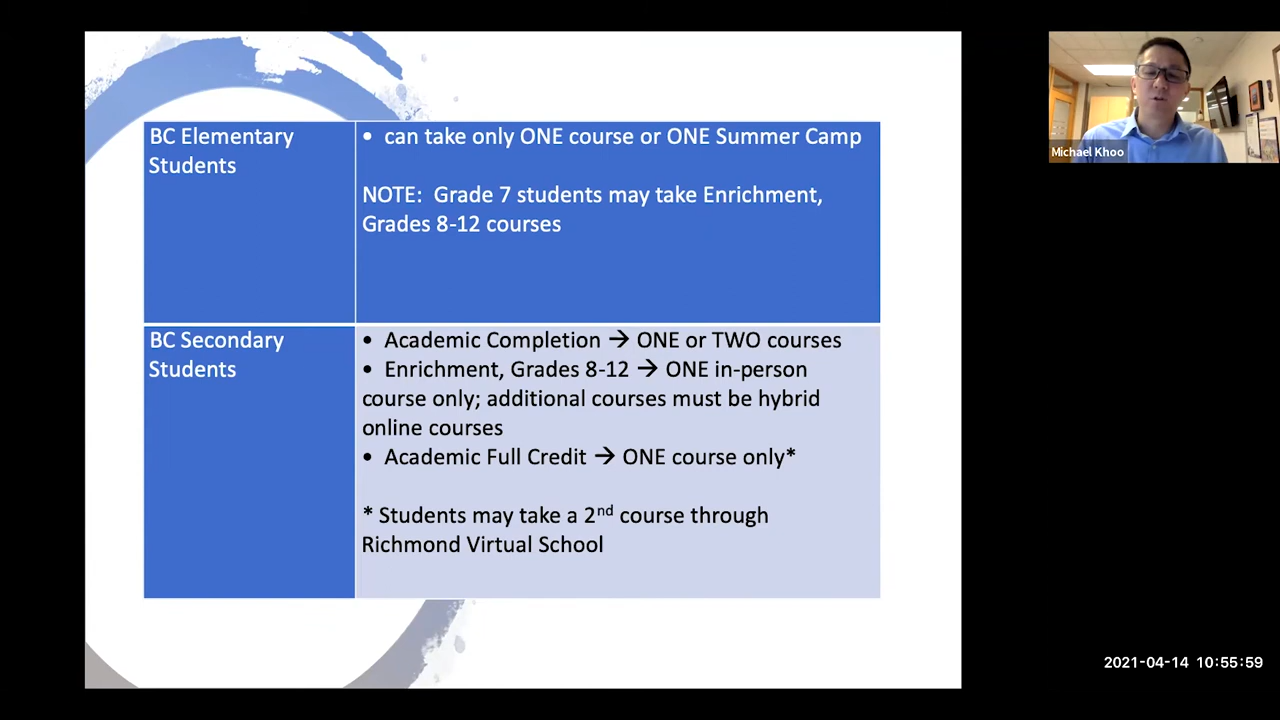 BC Elementary
Students
• can take only ONE course or ONE Summer Camp
NOTE: Grade 7 students may take Enrichment,
Grades 8-12 courses
BC Secondary
Students
• Academic Completion → ONE or TWO courses
• Enrichment, Grades 8-12 → ONE in-person
course only; additional courses must be hybrid
online courses
• Academic Full Credit → ONE course only*
* Students may take a 2nd course through
Richmond Virtual School
Michael Khoo
2021-04-14 10:55:59